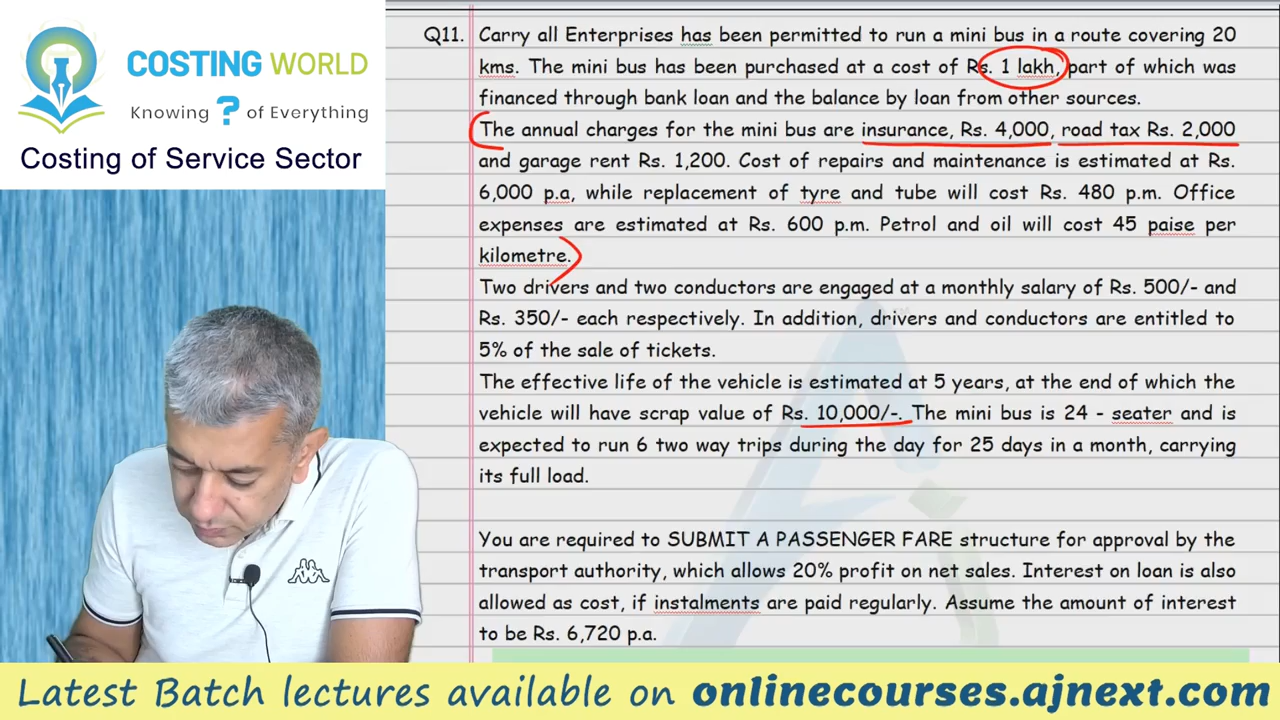 COSTING WORLD
Knowing ? of Everything
Costing of Service Sector
Q11. Carry all Enterprises has been permitted to run a mini bus in a route covering 20
kms. The mini bus has been purchased at a cost of Rs. 1 lakh, part of which was
financed through bank loan and the balance by loan from other sources.
The annual charges for the mini bus are insurance, Rs. 4,000, road tax Rs. 2,000
and garage rent Rs. 1,200. Cost of repairs and maintenance is estimated at Rs.
6,000 p.a, while replacement of tyre and tube will cost Rs. 480 p.m. Office
expenses are estimated at Rs. 600 p.m. Petrol and oil will cost 45 paise per
kilometre.
Two drivers and two conductors are engaged at a monthly salary of Rs. 500/- and
Rs. 350/- each respectively. In addition, drivers and conductors are entitled to
5% of the sale of tickets.
The effective life of the vehicle is estimated at 5 years, at the end of which the
vehicle will have scrap value of Rs. 10,000/-. The mini bus is 24 - seater and is
expected to run 6 two way trips during the day for 25 days in a month, carrying
its full load.
You are required to SUBMIT A PASSENGER FARE structure for approval by the
transport authority, which allows 20% profit on net sales. Interest on loan is also
allowed as cost, if instalments are paid regularly. Assume the amount of interest
to be Rs. 6,720 p.a.
Latest Batch lectures available on onlinecourses.ajnext.com